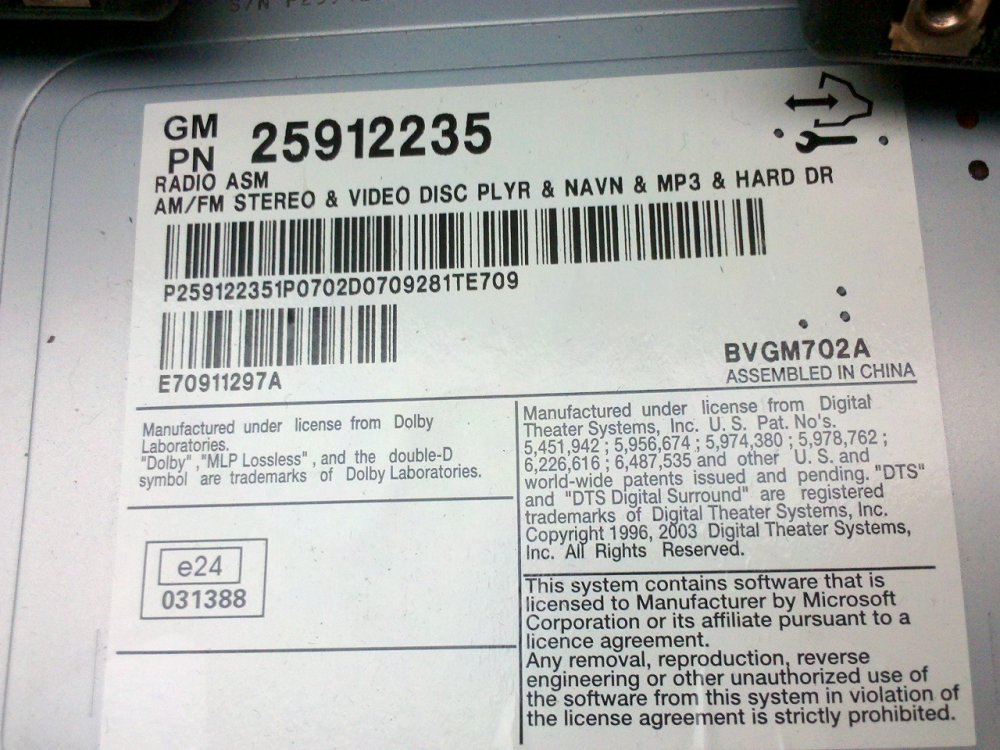 GM
PN 25912235
RADIO ASM
AM/FM STEREO & VIDEO DISC PLYR & NAVN & MP3 & HARD DR
P259122351P0702D0709281TE709
E70911297A
BVGM702A
ASSEMBLED IN CHINA
Manufactured under license from Dolby
Laboratories.
"Dolby", "MLP Lossless", and the double-D
symbol are trademarks of Dolby Laboratories.
e24
031388
Manufactured under license from Digital
Theater Systems, Inc. U. S. Pat. No's.
5,451,942 ; 5,956,674 ; 5,974,380 ; 5,978,762 ;
6,226,616 ; 6,487,535 and other U. S. and
world-wide patents issued and pending. "DTS"
and "DTS Digital Surround" are registered
trademarks of Digital Theater Systems, Inc.
Copyright 1996, 2003 Digital Theater Systems,
Inc. All Rights Reserved.
This system contains software that is
licensed to Manufacturer by Microsoft
Corporation or its affiliate pursuant to a
licence agreement.
Any removal, reproduction, reverse
engineering or other unauthorized use of
the software from this system in violation of
the license agreement is strictly prohibited.